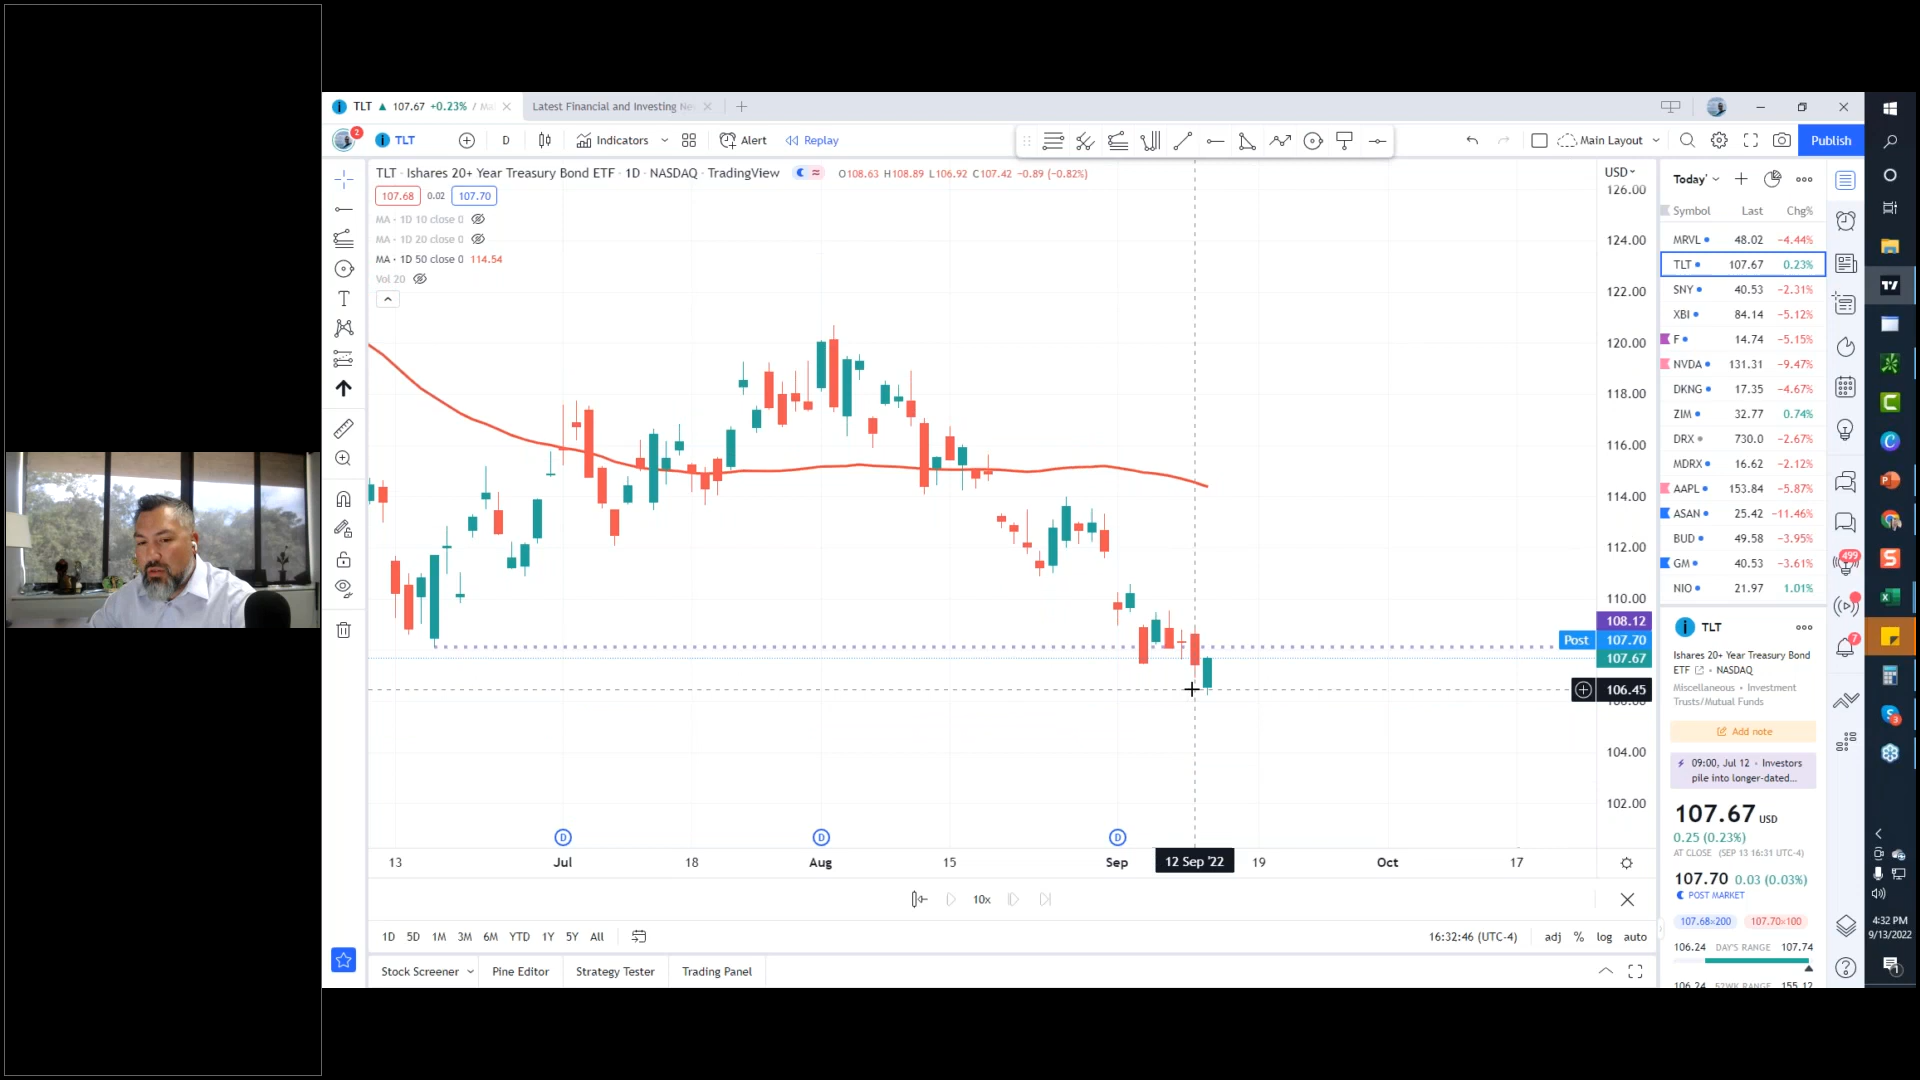 TLT ▲ 107.67 +0.23% / Ma
Latest Financial and Investing Ne
2
TLT
D
Indicators
Alert
Replay
Main Layout
Publish
TLT · Ishares 20+ Year Treasury Bond ETF · 1D · NASDAQ · TradingView
O108.63 H108.89 L106.92 C107.42 −0.89 (−0.82%)
107.68 0.02 107.70
MA · 1D 10 close 0
MA · 1D 20 close 0
MA · 1D 50 close 0 114.54
Vol 20
USD
126.00
124.00
122.00
120.00
118.00
116.00
114.00
112.00
110.00
108.12
Post 107.70
107.67
106.45
104.00
102.00
D D D
13 Jul 18 Aug 15 Sep 12 Sep '22 19 Oct 17
10x
1D 5D 1M 3M 6M YTD 1Y 5Y All
16:32:46 (UTC-4) adj % log auto
Stock Screener Pine Editor Strategy Tester Trading Panel
Today'
Symbol Last Chg%
MRVL 48.02 −4.44%
TLT 107.67 0.23%
SNY 40.53 −2.31%
XBI 84.14 −5.12%
F 14.74 −5.15%
NVDA 131.31 −9.47%
DKNG 17.35 −4.67%
ZIM 32.77 0.74%
DRX 730.0 −2.67%
MDRX 16.62 −2.12%
AAPL 153.84 −5.87%
ASAN 25.42 −11.46%
BUD 49.58 −3.95%
GM 40.53 −3.61%
NIO 21.97 1.01%
TLT
Ishares 20+ Year Treasury Bond
ETF · NASDAQ
Miscellaneous · Investment
Trusts/Mutual Funds
Add note
09:00, Jul 12 · Investors
pile into longer-dated...
107.67 USD
0.25 (0.23%)
AT CLOSE (SEP 13 16:31 UTC-4)
107.70 0.03 (0.03%)
POST MARKET
107.68×200 107.70×100
106.24 DAY'S RANGE 107.74
106.24 52WK RANGE 155.12
499
7
4:32 PM
9/13/2022